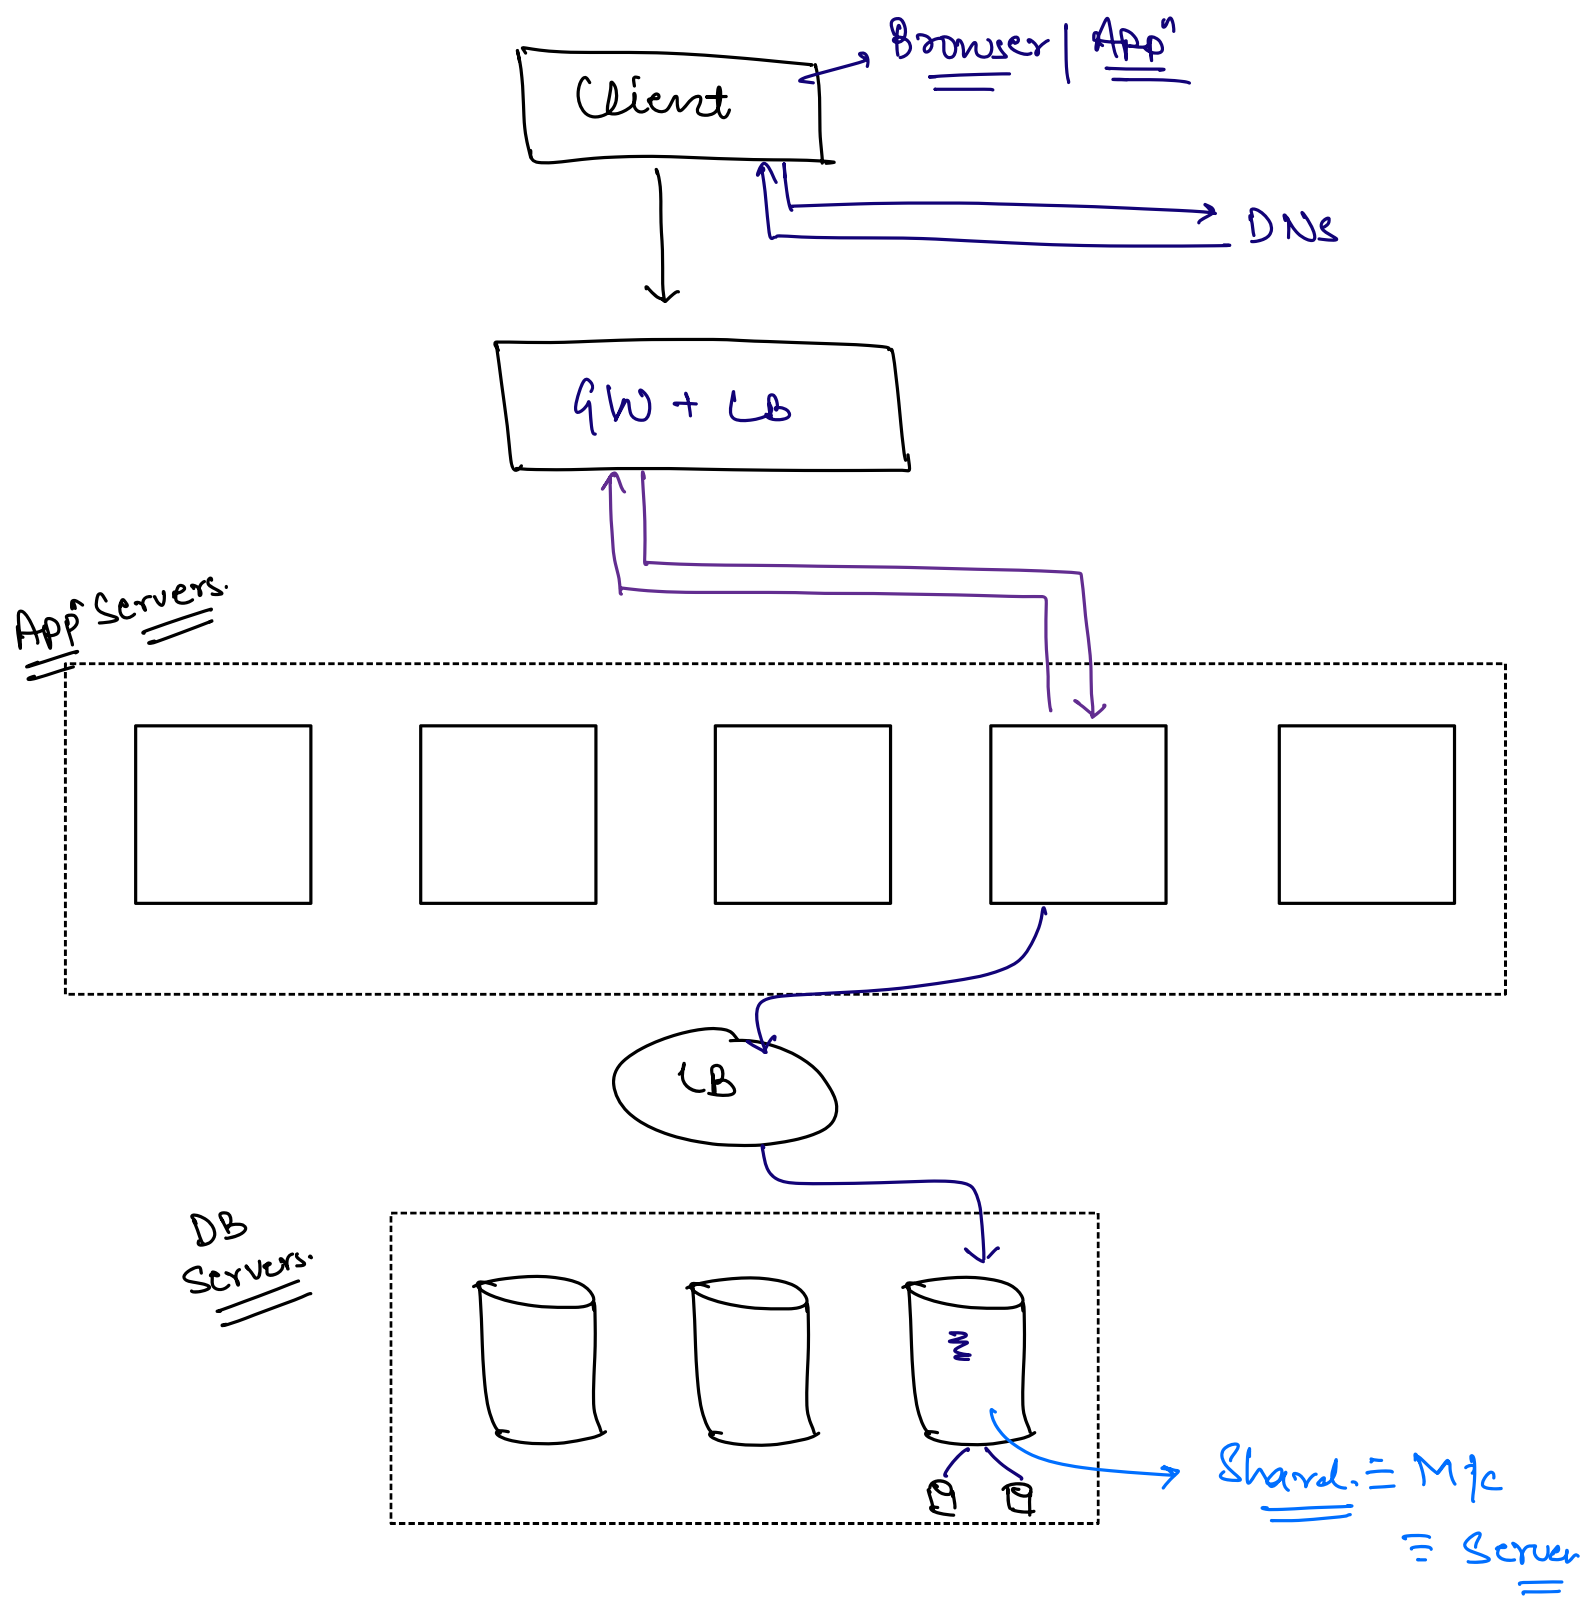 Browser | Appⁿ
Client
DNS
GW + LB
Appⁿ Servers.
LB
DB
Servers.
Shard. ≡ M/c
≡ Server